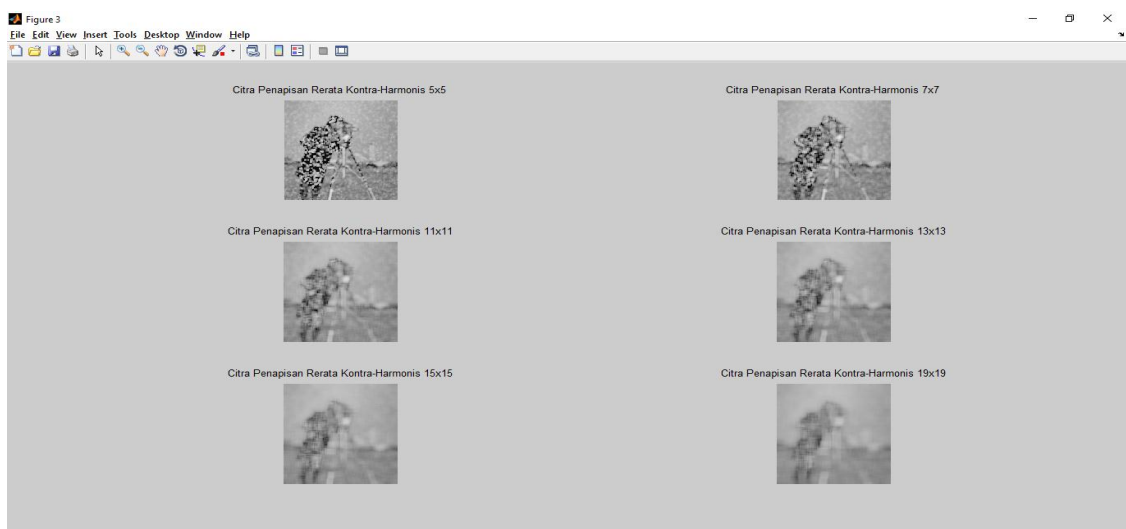 Figure 3
File Edit View Insert Tools Desktop Window Help
Citra Penapisan Rerata Kontra-Harmonis 5x5
Citra Penapisan Rerata Kontra-Harmonis 7x7
Citra Penapisan Rerata Kontra-Harmonis 11x11
Citra Penapisan Rerata Kontra-Harmonis 13x13
Citra Penapisan Rerata Kontra-Harmonis 15x15
Citra Penapisan Rerata Kontra-Harmonis 19x19